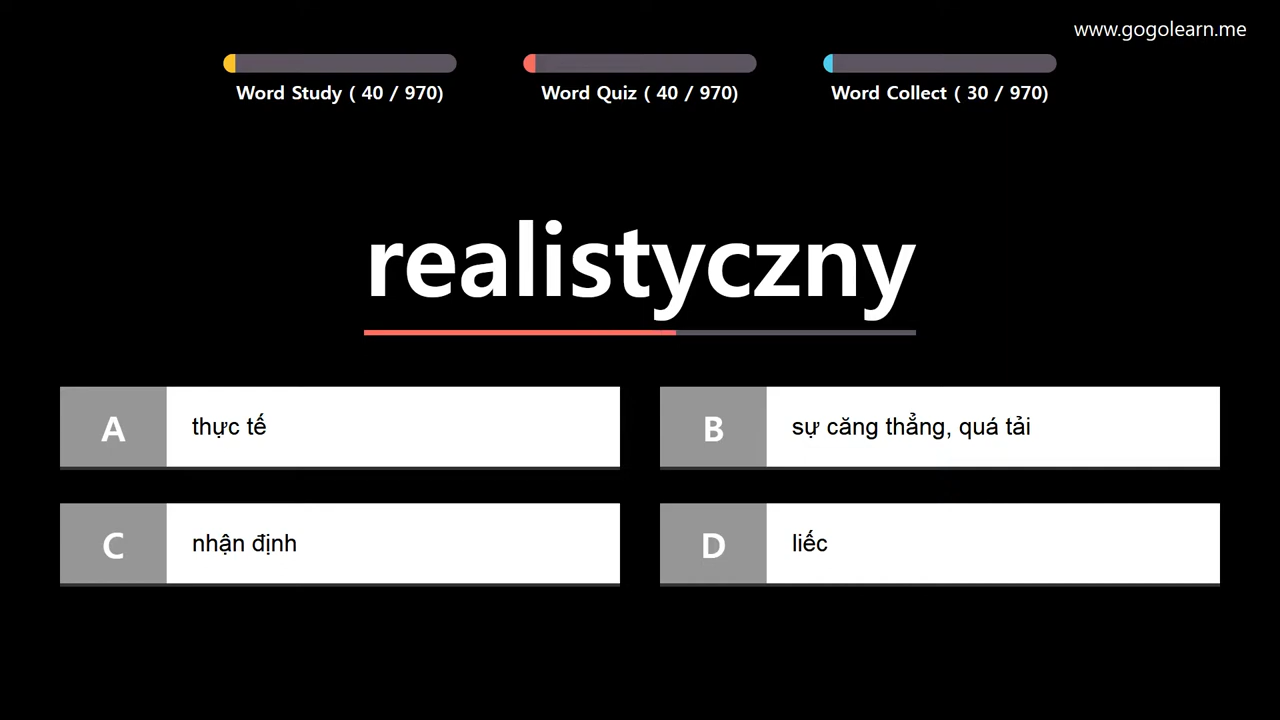 www.gogolearn.me
Word Study ( 40 / 970)
Word Quiz ( 40 / 970)
Word Collect ( 30 / 970)
realistyczny
A
thực tế
B
sự căng thẳng, quá tải
C
nhận định
D
liếc